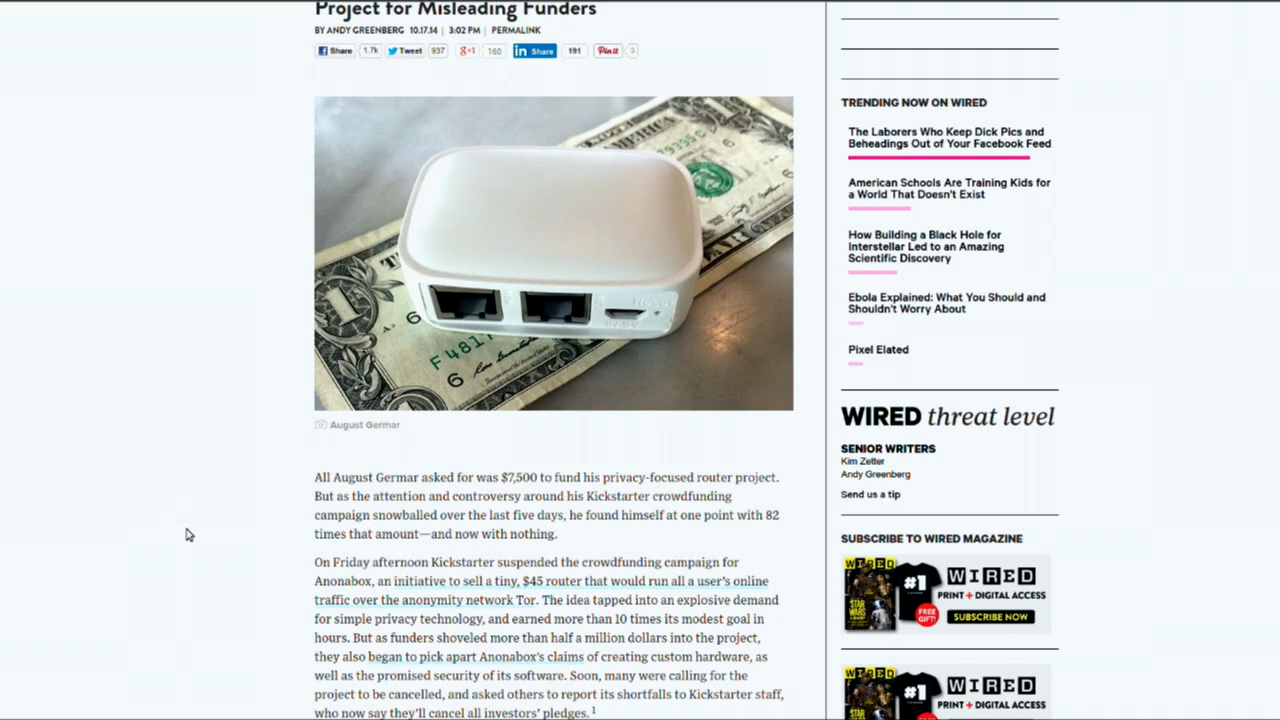 Project for Misleading Funders
BY ANDY GREENBERG 10.17.14 | 3:02 PM | PERMALINK
Share 1.7k Tweet 937 g+1 160 in Share 191 Pin it 3
1
F 481
6
6
August Germar
All August Germar asked for was $7,500 to fund his privacy-focused router project.
But as the attention and controversy around his Kickstarter crowdfunding
campaign snowballed over the last five days, he found himself at one point with 82
times that amount—and now with nothing.
On Friday afternoon Kickstarter suspended the crowdfunding campaign for
Anonabox, an initiative to sell a tiny, $45 router that would run all a user's online
traffic over the anonymity network Tor. The idea tapped into an explosive demand
for simple privacy technology, and earned more than 10 times its modest goal in
hours. But as funders shoveled more than half a million dollars into the project,
they also began to pick apart Anonabox's claims of creating custom hardware, as
well as the promised security of its software. Soon, many were calling for the
project to be cancelled, and asked others to report its shortfalls to Kickstarter staff,
who now say they'll cancel all investors' pledges. 1
TRENDING NOW ON WIRED
The Laborers Who Keep Dick Pics and
Beheadings Out of Your Facebook Feed
American Schools Are Training Kids for
a World That Doesn't Exist
How Building a Black Hole for
Interstellar Led to an Amazing
Scientific Discovery
Ebola Explained: What You Should and
Shouldn't Worry About
Pixel Elated
WIRED threat level
SENIOR WRITERS
Kim Zetter
Andy Greenberg
Send us a tip
SUBSCRIBE TO WIRED MAGAZINE
WIRED
STAR
WARS
#1
FREE
GIFT!
WIRED
PRINT + DIGITAL ACCESS
SUBSCRIBE NOW
WIRED
#1
WIRED
PRINT + DIGITAL ACCESS